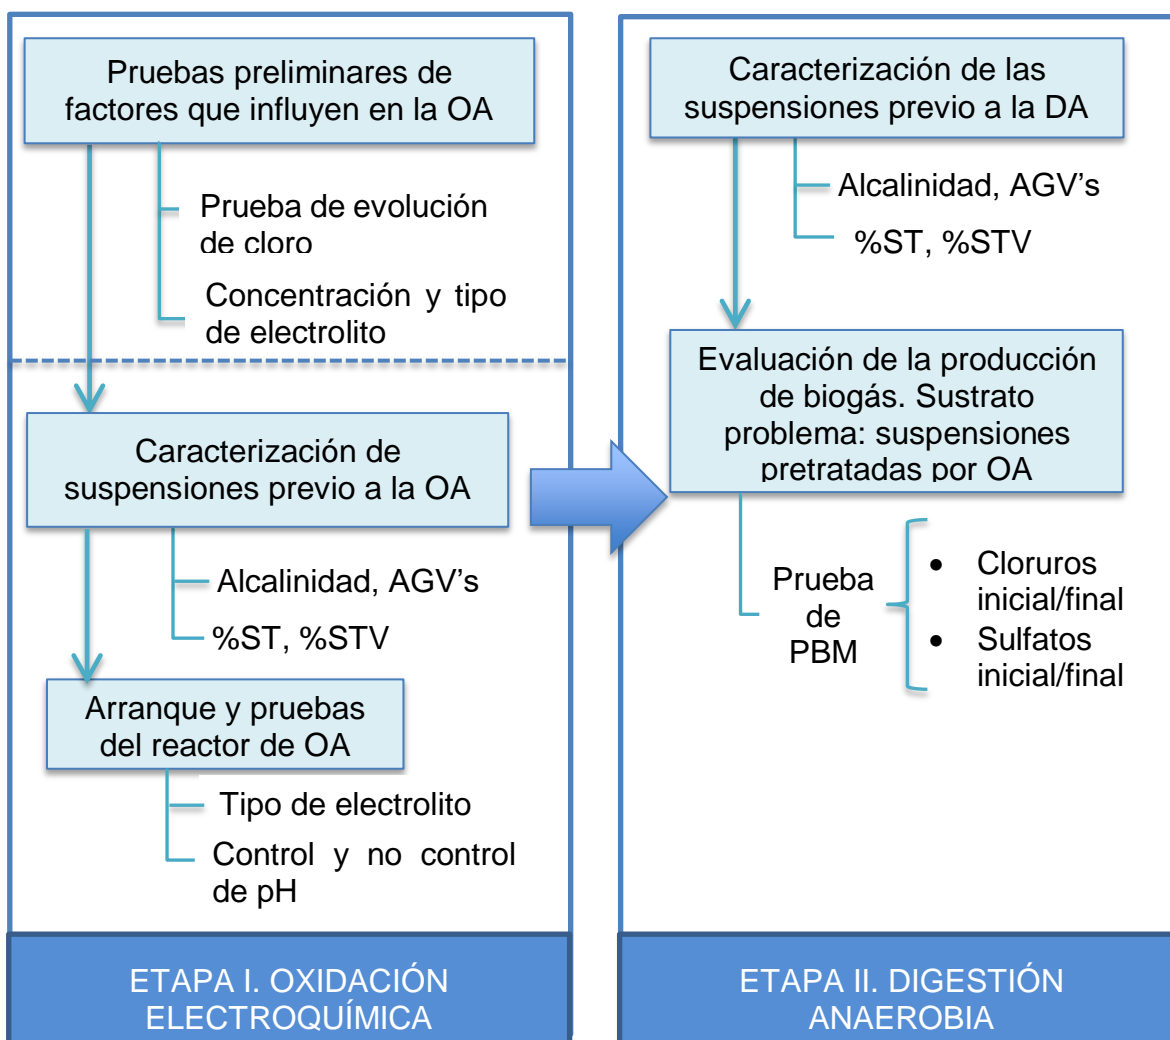 Pruebas preliminares de
factores que influyen en la OA
Prueba de evolución
de cloro
Concentración y tipo
de electrolito
Caracterización de
suspensiones previo a la OA
Alcalinidad, AGV’s
%ST, %STV
Arranque y pruebas
del reactor de OA
Tipo de electrolito
Control y no control
de pH
ETAPA I. OXIDACIÓN
ELECTROQUÍMICA
Caracterización de las
suspensiones previo a la DA
Alcalinidad, AGV’s
%ST, %STV
Evaluación de la producción
de biogás. Sustrato
problema: suspensiones
pretratadas por OA
Prueba
de
PBM
• Cloruros
inicial/final
• Sulfatos
inicial/final
ETAPA II. DIGESTIÓN
ANAEROBIA